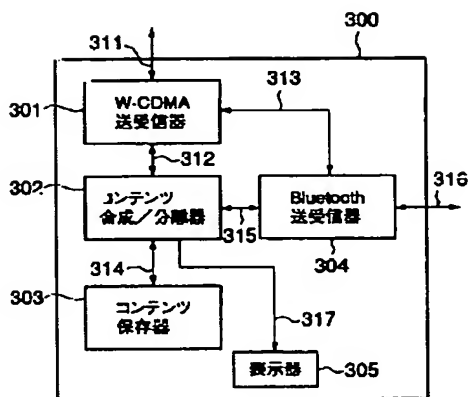 311
300
301
W-CDMA
送受信器
313
312
302
コンテンツ
合成／分離器
Bluetooth
送受信器
316
315
304
314
303
コンテンツ
保存器
317
表示器
305